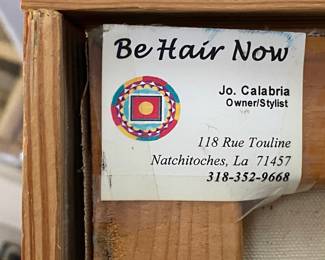 Be Hair Now
Jo. Calabria
Owner/Stylist
118 Rue Touline
Natchitoches, La 71457
318-352-9668